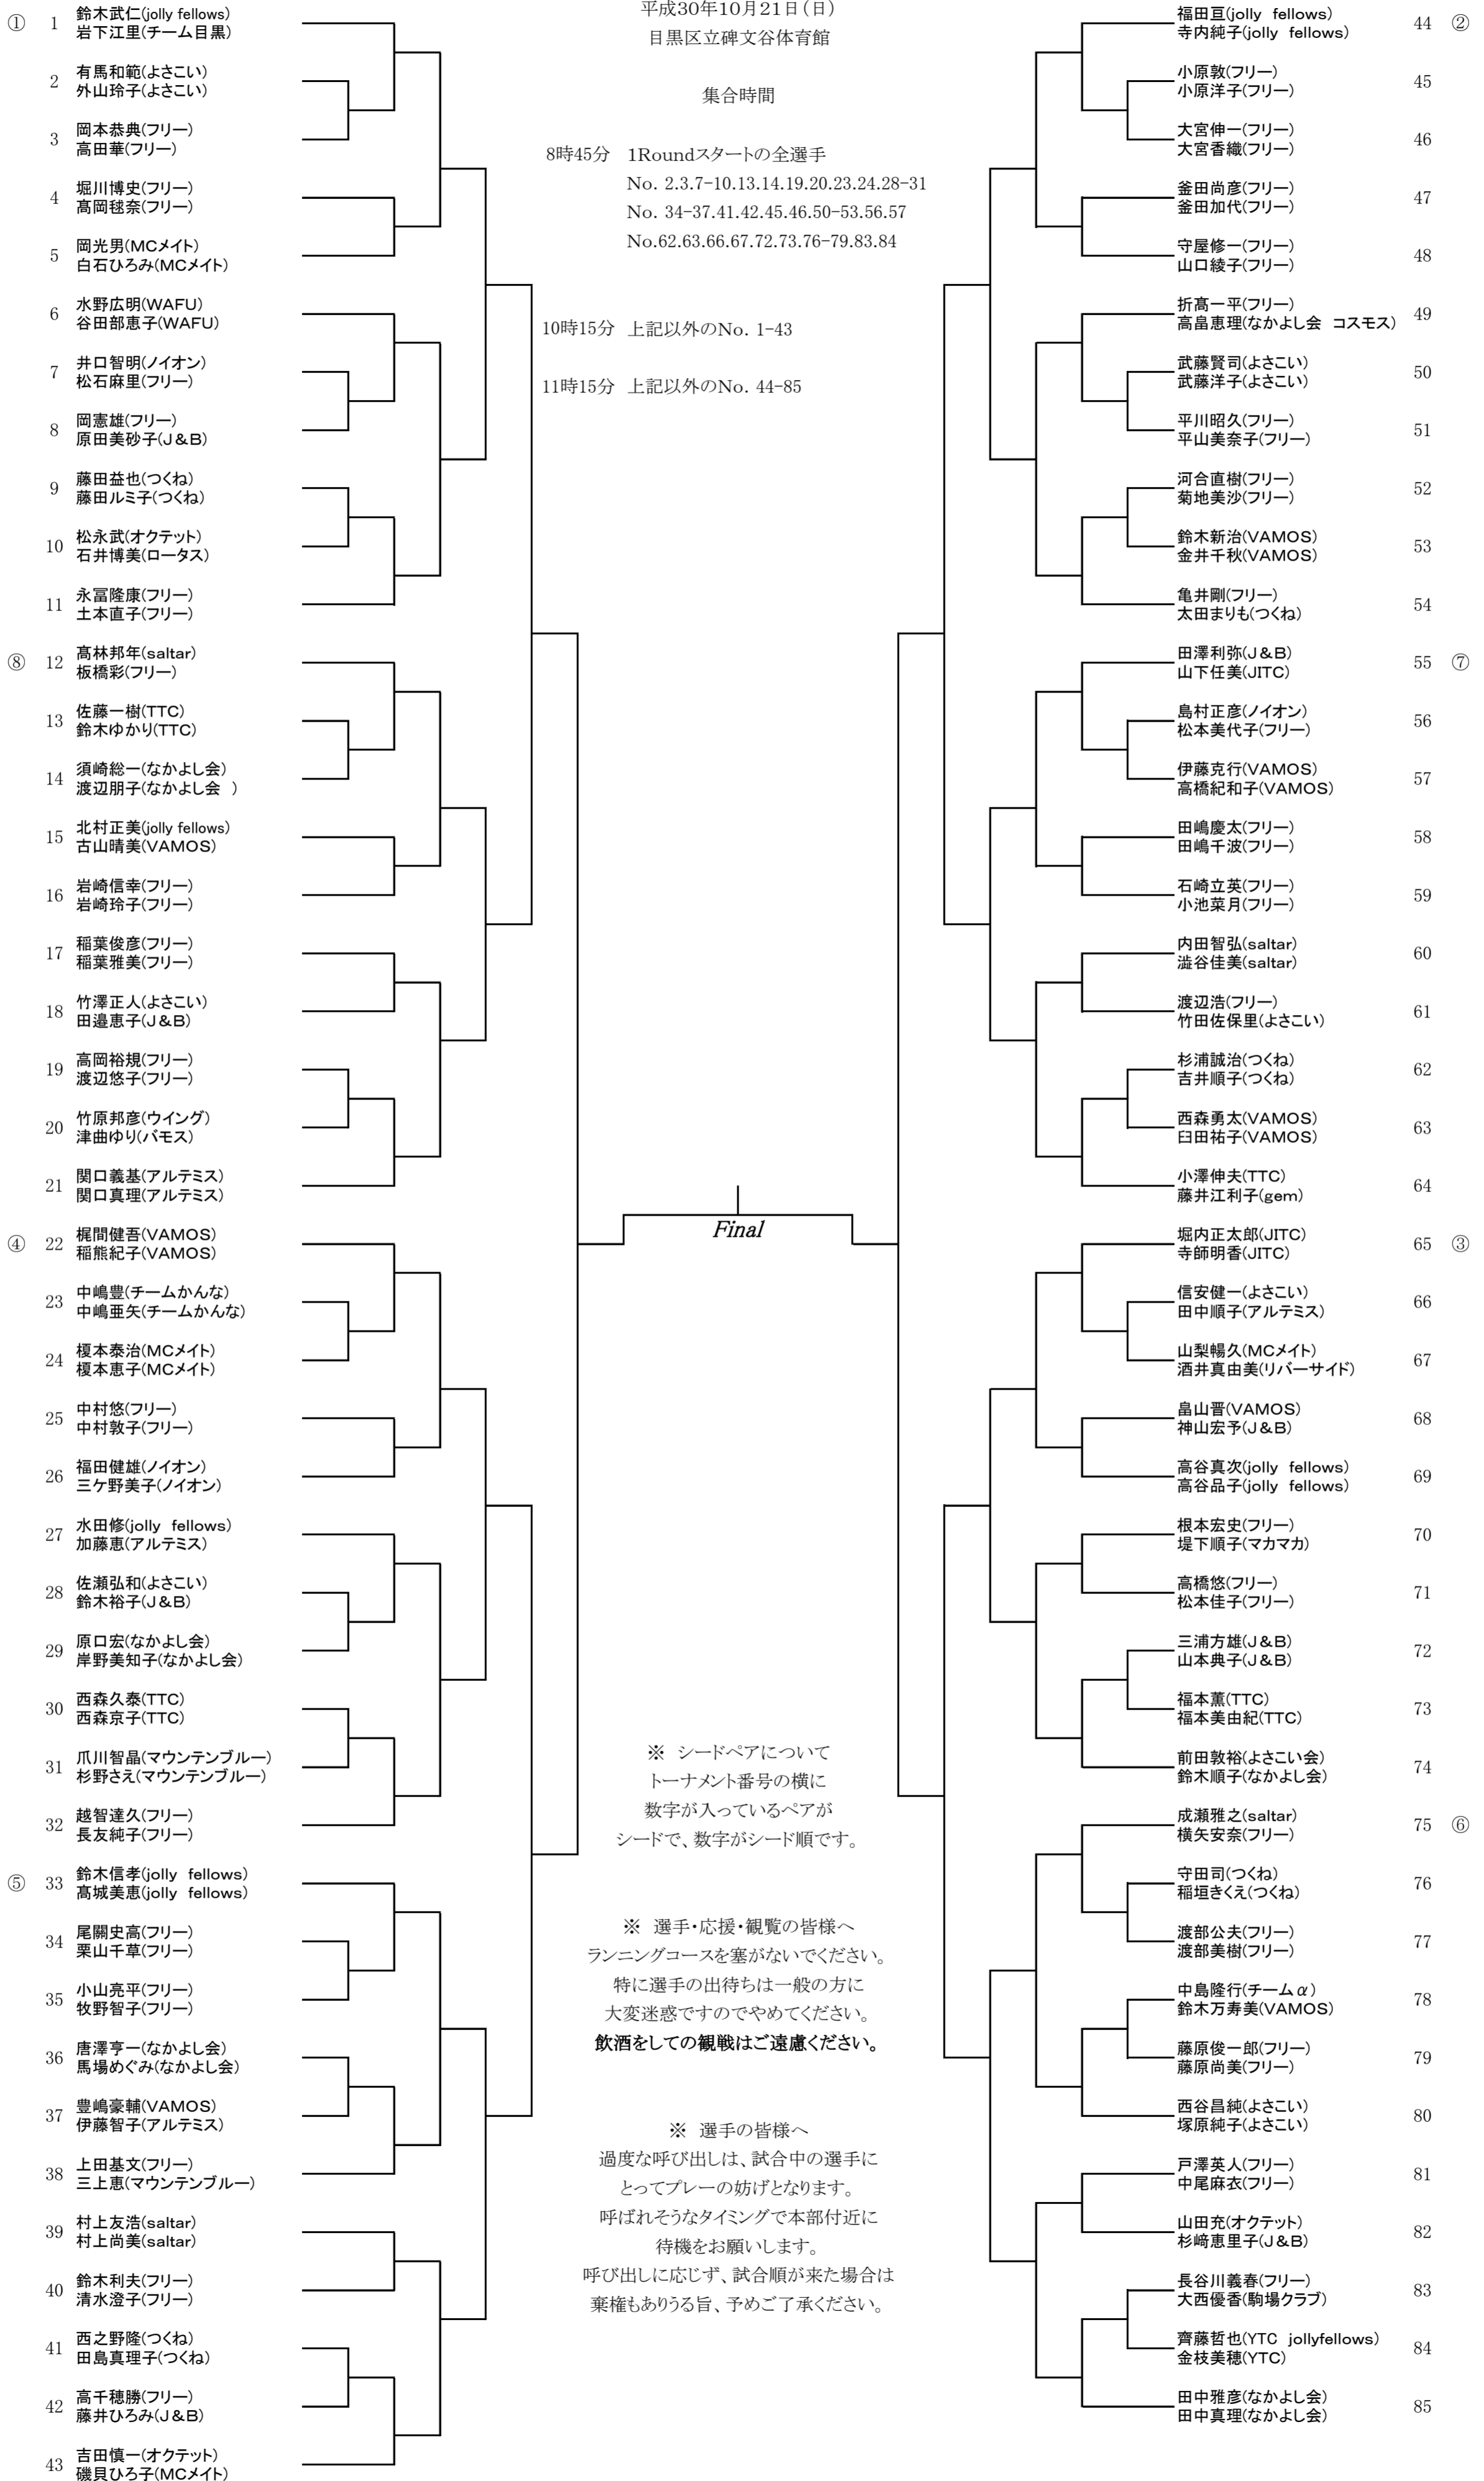 平成30年10月21日(日)
目黒区立碑文谷体育館
集合時間
8時45分 1Roundスタートの全選手
No. 2.3.7-10.13.14.19.20.23.24.28-31
No. 34-37.41.42.45.46.50-53.56.57
No.62.63.66.67.72.73.76-79.83.84
10時15分 上記以外のNo. 1-43
11時15分 上記以外のNo. 44-85
① 1 鈴木武仁(jolly fellows)
岩下江里(チーム目黒)
2 有馬和範(よさこい)
外山玲子(よさこい)
3 岡本恭典(フリー)
高田華(フリー)
4 堀川博史(フリー)
髙岡毬奈(フリー)
5 岡光男(MCメイト)
白石ひろみ(MCメイト)
6 水野広明(WAFU)
谷田部恵子(WAFU)
7 井口智明(ノイオン)
松石麻里(フリー)
8 岡憲雄(フリー)
原田美砂子(J&B)
9 藤田益也(つくね)
藤田ルミ子(つくね)
10 松永武(オクテット)
石井博美(ロータス)
11 永冨隆康(フリー)
土本直子(フリー)
⑧ 12 髙林邦年(saltar)
板橋彩(フリー)
13 佐藤一樹(TTC)
鈴木ゆかり(TTC)
14 須崎総一(なかよし会)
渡辺朋子(なかよし会 )
15 北村正美(jolly fellows)
古山晴美(VAMOS)
16 岩崎信幸(フリー)
岩崎玲子(フリー)
17 稲葉俊彦(フリー)
稲葉雅美(フリー)
18 竹澤正人(よさこい)
田邉恵子(J&B)
19 高岡裕規(フリー)
渡辺悠子(フリー)
20 竹原邦彦(ウイング)
津曲ゆり(バモス)
21 関口義基(アルテミス)
関口真理(アルテミス)
④ 22 梶間健吾(VAMOS)
稲熊紀子(VAMOS)
23 中嶋豊(チームかんな)
中嶋亜矢(チームかんな)
24 榎本泰治(MCメイト)
榎本恵子(MCメイト)
25 中村悠(フリー)
中村敦子(フリー)
26 福田健雄(ノイオン)
三ケ野美子(ノイオン)
27 水田修(jolly fellows)
加藤恵(アルテミス)
28 佐瀬弘和(よさこい)
鈴木裕子(J&B)
29 原口宏(なかよし会)
岸野美知子(なかよし会)
30 西森久泰(TTC)
西森京子(TTC)
31 爪川智晶(マウンテンブルー)
杉野さえ(マウンテンブルー)
32 越智達久(フリー)
長友純子(フリー)
⑤ 33 鈴木信孝(jolly fellows)
髙城美恵(jolly fellows)
34 尾關史高(フリー)
栗山千草(フリー)
35 小山亮平(フリー)
牧野智子(フリー)
36 唐澤亨一(なかよし会)
馬場めぐみ(なかよし会)
37 豊嶋豪輔(VAMOS)
伊藤智子(アルテミス)
38 上田基文(フリー)
三上恵(マウンテンブルー)
39 村上友浩(saltar)
村上尚美(saltar)
40 鈴木利夫(フリー)
清水澄子(フリー)
41 西之野隆(つくね)
田島真理子(つくね)
42 高千穂勝(フリー)
藤井ひろみ(J&B)
43 吉田慎一(オクテット)
磯貝ひろ子(MCメイト)
Final
※ シードペアについて
トーナメント番号の横に
数字が入っているペアが
シードで、数字がシード順です。
※ 選手・応援・観覧の皆様へ
ランニングコースを塞がないでください。
特に選手の出待ちは一般の方に
大変迷惑ですのでやめてください。
飲酒をしての観戦はご遠慮ください。
※ 選手の皆様へ
過度な呼び出しは、試合中の選手に
とってプレーの妨げとなります。
呼ばれそうなタイミングで本部付近に
待機をお願いします。
呼び出しに応じず、試合順が来た場合は
棄権もありうる旨、予めご了承ください。
福田亘(jolly fellows) 44 ②
寺内純子(jolly fellows)
小原敦(フリー) 45
小原洋子(フリー)
大宮伸一(フリー) 46
大宮香織(フリー)
釜田尚彦(フリー) 47
釜田加代(フリー)
守屋修一(フリー) 48
山口綾子(フリー)
折髙一平(フリー) 49
高畠恵理(なかよし会 コスモス)
武藤賢司(よさこい) 50
武藤洋子(よさこい)
平川昭久(フリー) 51
平山美奈子(フリー)
河合直樹(フリー) 52
菊地美沙(フリー)
鈴木新治(VAMOS) 53
金井千秋(VAMOS)
亀井剛(フリー) 54
太田まりも(つくね)
田澤利弥(J&B) 55 ⑦
山下任美(JITC)
島村正彦(ノイオン) 56
松本美代子(フリー)
伊藤克行(VAMOS) 57
高橋紀和子(VAMOS)
田嶋慶太(フリー) 58
田嶋千波(フリー)
石崎立英(フリー) 59
小池菜月(フリー)
内田智弘(saltar) 60
澁谷佳美(saltar)
渡辺浩(フリー) 61
竹田佐保里(よさこい)
杉浦誠治(つくね) 62
吉井順子(つくね)
西森勇太(VAMOS) 63
臼田祐子(VAMOS)
小澤伸夫(TTC) 64
藤井江利子(gem)
堀内正太郎(JITC) 65 ③
寺師明香(JITC)
信安健一(よさこい) 66
田中順子(アルテミス)
山梨暢久(MCメイト) 67
酒井真由美(リバーサイド)
畠山晋(VAMOS) 68
神山宏予(J&B)
高谷真次(jolly fellows) 69
高谷品子(jolly fellows)
根本宏史(フリー) 70
堤下順子(マカマカ)
高橋悠(フリー) 71
松本佳子(フリー)
三浦方雄(J&B) 72
山本典子(J&B)
福本薫(TTC) 73
福本美由紀(TTC)
前田敦裕(よさこい会) 74
鈴木順子(なかよし会)
成瀬雅之(saltar) 75 ⑥
横矢安奈(フリー)
守田司(つくね) 76
稲垣きくえ(つくね)
渡部公夫(フリー) 77
渡部美樹(フリー)
中島隆行(チームα) 78
鈴木万寿美(VAMOS)
藤原俊一郎(フリー) 79
藤原尚美(フリー)
西谷昌純(よさこい) 80
塚原純子(よさこい)
戸澤英人(フリー) 81
中尾麻衣(フリー)
山田充(オクテット) 82
杉﨑恵里子(J&B)
長谷川義春(フリー) 83
大西優香(駒場クラブ)
齊藤哲也(YTC jollyfellows) 84
金枝美穂(YTC)
田中雅彦(なかよし会) 85
田中真理(なかよし会)